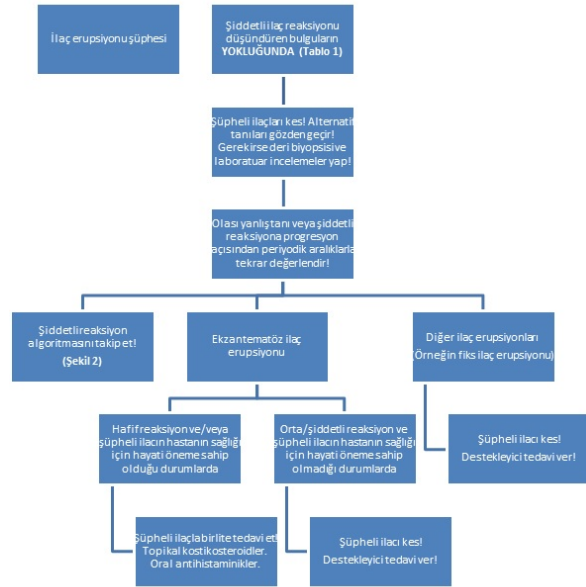 İlaç erupsiyonu şüphesi
Şiddetli ilaç reaksiyonu
düşündüren bulguların
YOKLUĞUNDA (Tablo 1)
Şüpheli ilaçları kes! Alternatif
tanıları gözden geçir!
Gerekirse deri biyopsisi ve
laboratuar incelemeler yap!
Olası yanlış tanı veya şiddetli
reaksiyona progresyon
açısından periyodik aralıklarla
tekrar değerlendir!
Şiddetli reaksiyon
algoritmasını takip et!
(Şekil 2)
Ekzantematöz ilaç
erupsiyonu
Diğer ilaç erupsiyonları
(Örneğin fiks ilaç erupsiyonu)
Hafif reaksiyon ve/veya
şüpheli ilacın hastanın sağlığı
için hayati öneme sahip
olduğu durumlarda
Orta/şiddetli reaksiyon ve
şüpheli ilacın hastanın sağlığı
için hayati öneme sahip
olmadığı durumlarda
Şüpheli ilacı kes!
Destekleyici tedavi ver!
Şüpheli ilaçla birlite tedavi et!
Topikal kostikosteroidler.
Oral antihistaminikler.
Şüpheli ilacı kes!
Destekleyici tedavi ver!